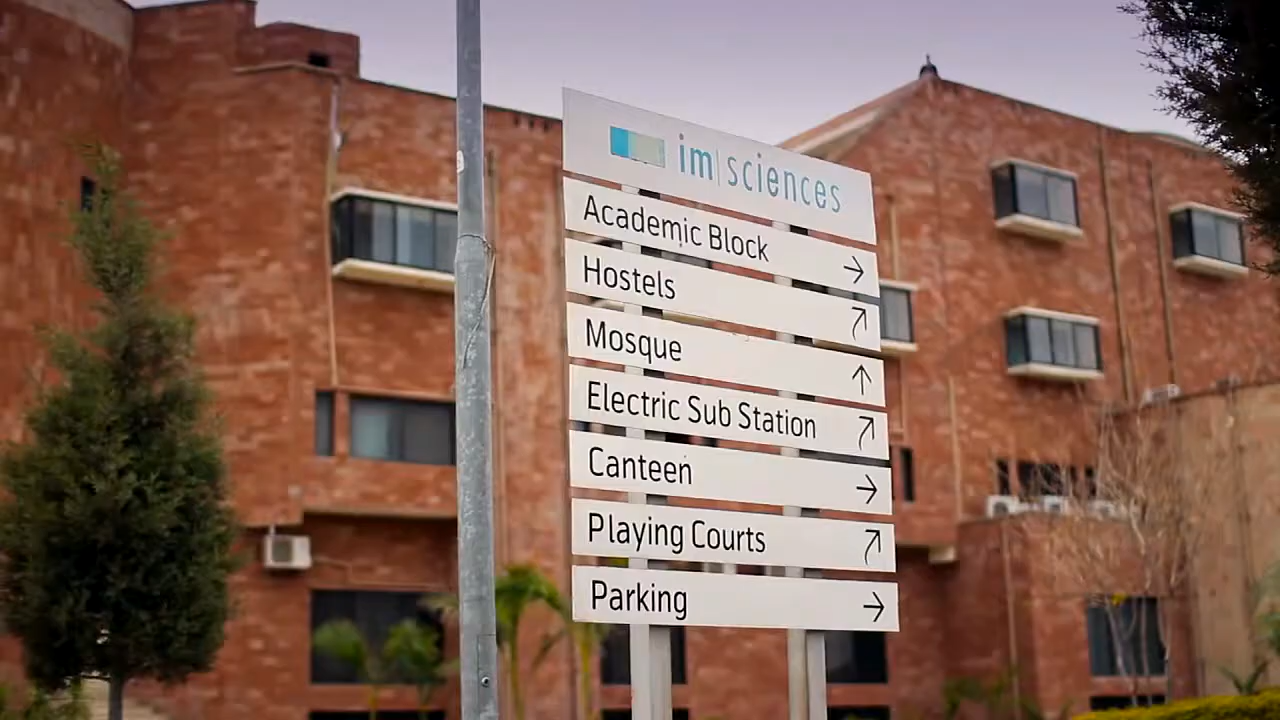 im|sciences
Academic Block →
Hostels ↗
Mosque ↑
Electric Sub Station ↗
Canteen →
Playing Courts ↗
Parking →